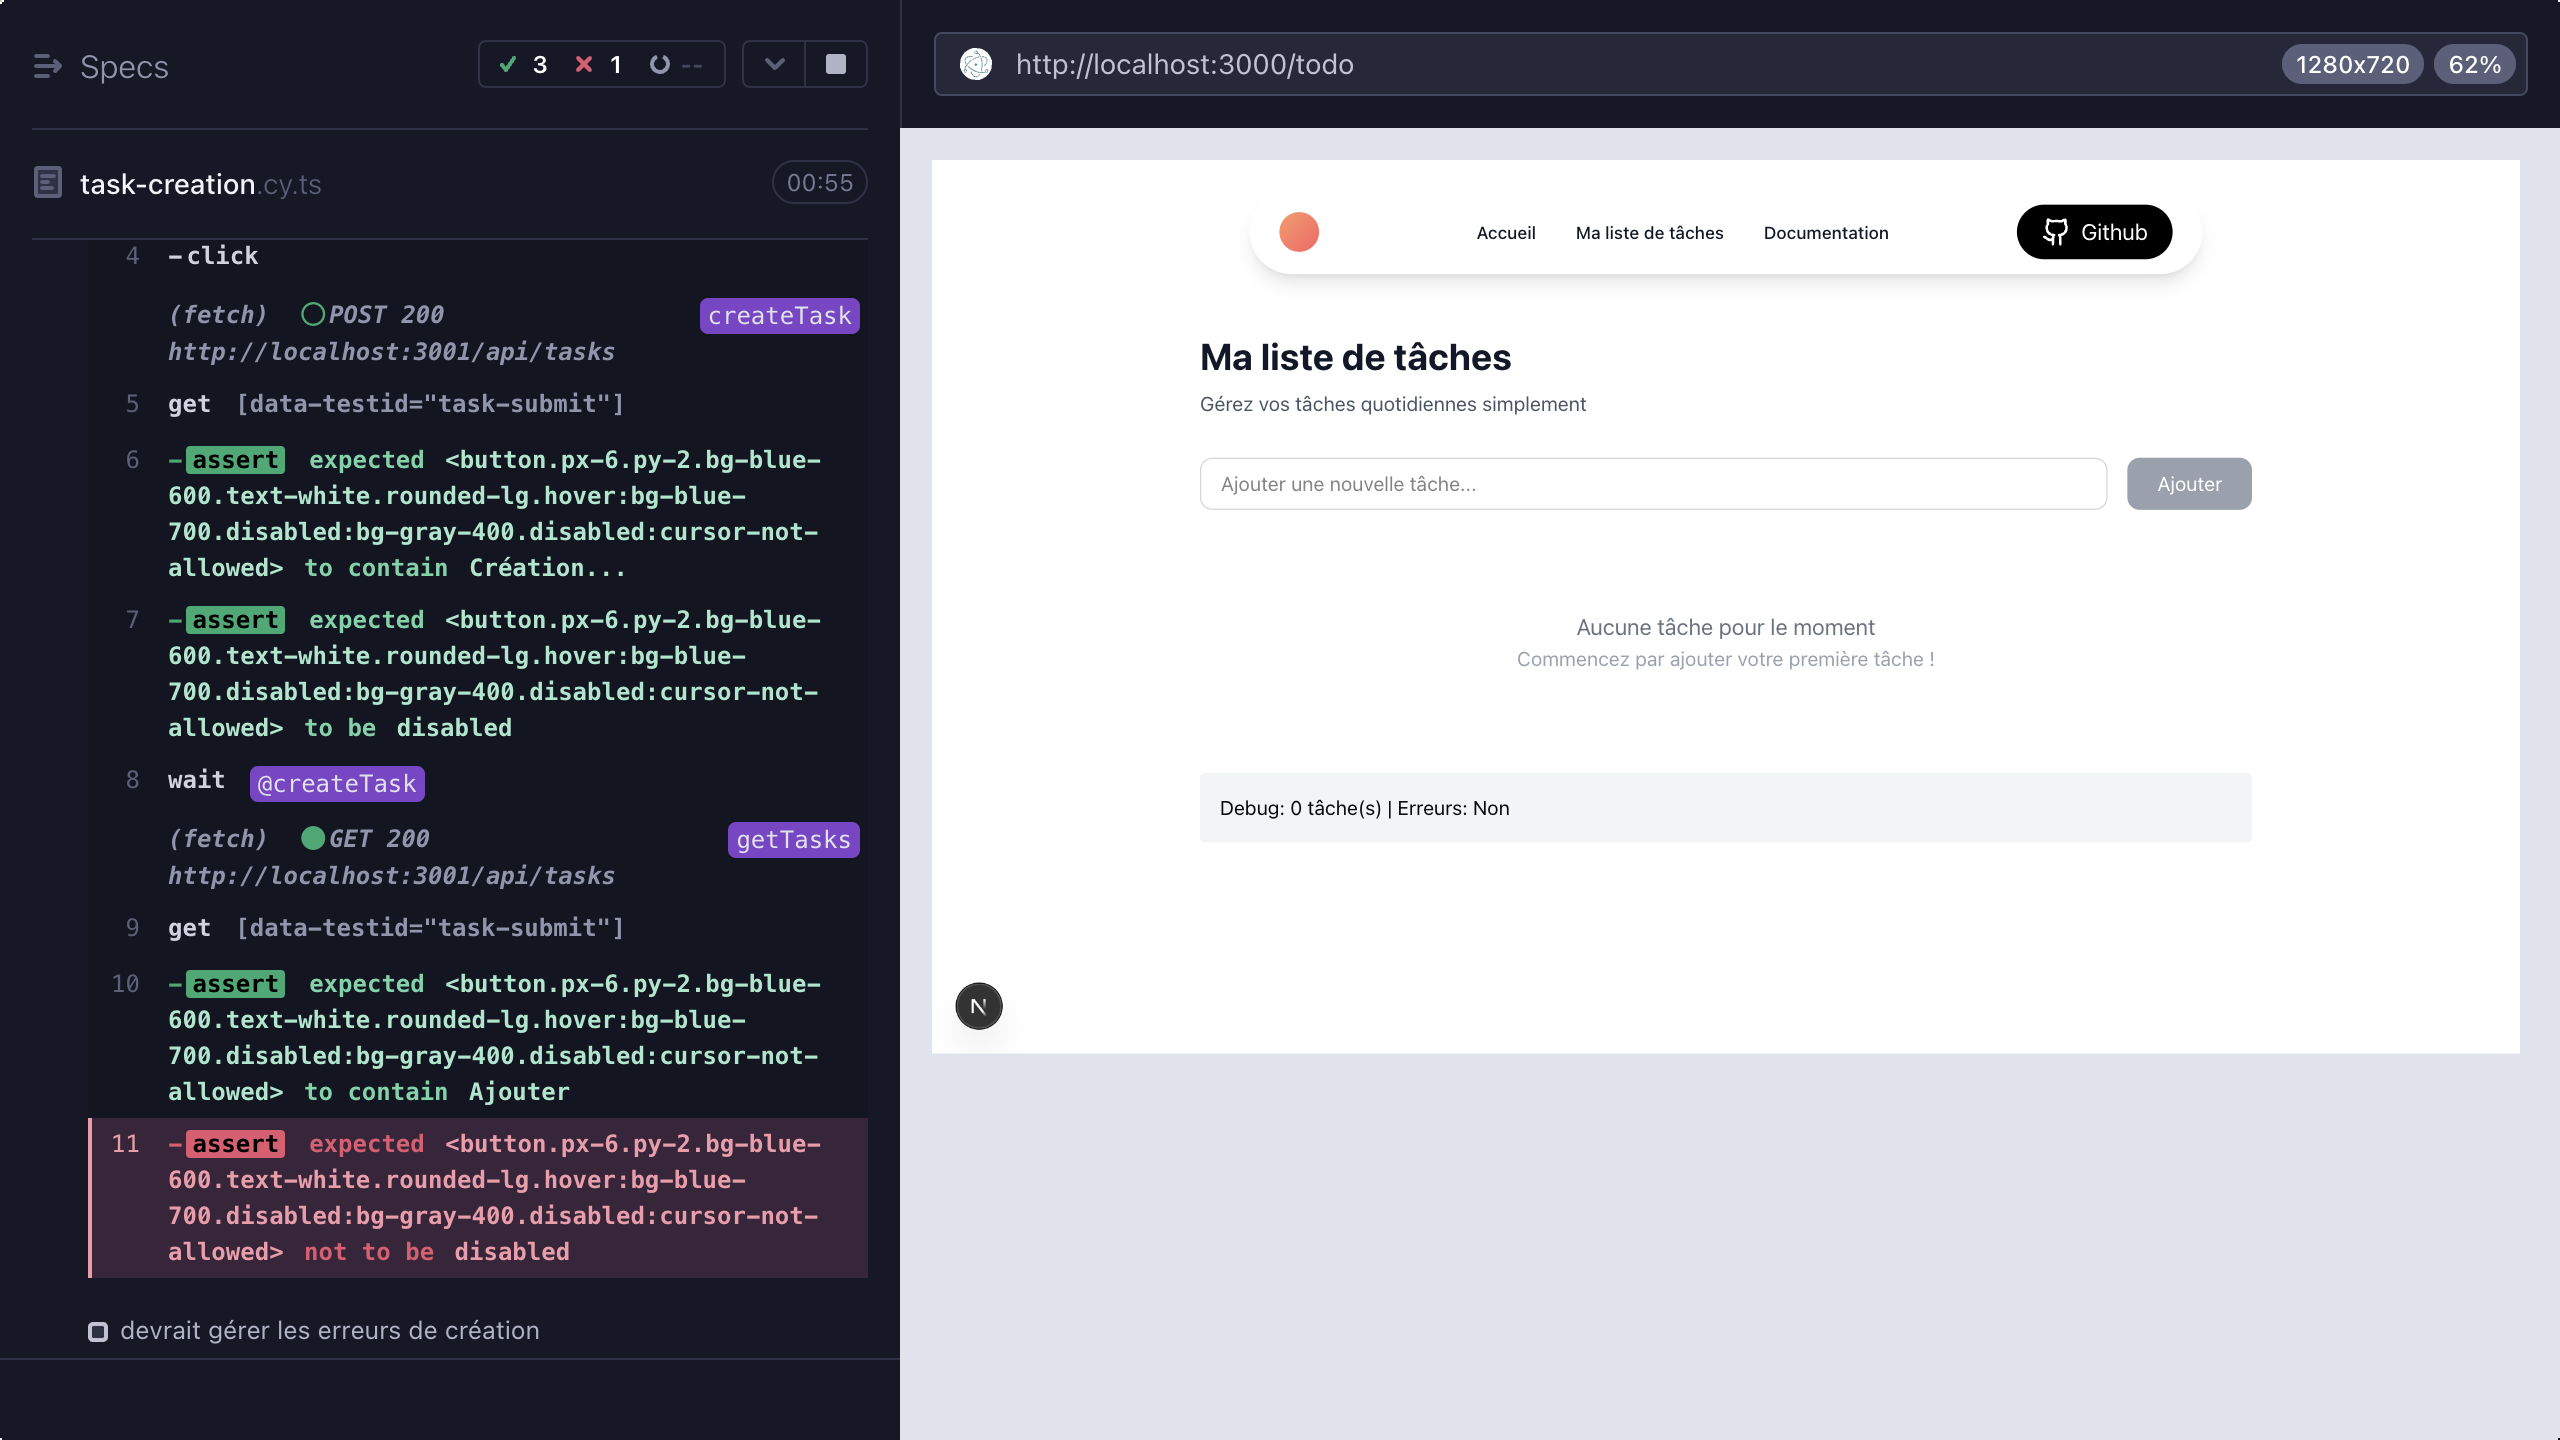 Specs
3 1 --
task-creation.cy.ts 00:55
4 -click
(fetch) POST 200 createTask
http://localhost:3001/api/tasks
5 get [data-testid="task-submit"]
6 -assert expected <button.px-6.py-2.bg-blue-
600.text-white.rounded-lg.hover:bg-blue-
700.disabled:bg-gray-400.disabled:cursor-not-
allowed> to contain Création...
7 -assert expected <button.px-6.py-2.bg-blue-
600.text-white.rounded-lg.hover:bg-blue-
700.disabled:bg-gray-400.disabled:cursor-not-
allowed> to be disabled
8 wait @createTask
(fetch) GET 200 getTasks
http://localhost:3001/api/tasks
9 get [data-testid="task-submit"]
10 -assert expected <button.px-6.py-2.bg-blue-
600.text-white.rounded-lg.hover:bg-blue-
700.disabled:bg-gray-400.disabled:cursor-not-
allowed> to contain Ajouter
11 -assert expected <button.px-6.py-2.bg-blue-
600.text-white.rounded-lg.hover:bg-blue-
700.disabled:bg-gray-400.disabled:cursor-not-
allowed> not to be disabled
devrait gérer les erreurs de création
http://localhost:3000/todo 1280x720 62%
Accueil Ma liste de tâches Documentation Github
Ma liste de tâches
Gérez vos tâches quotidiennes simplement
Ajouter une nouvelle tâche... Ajouter
Aucune tâche pour le moment
Commencez par ajouter votre première tâche !
Debug: 0 tâche(s) | Erreurs: Non
N